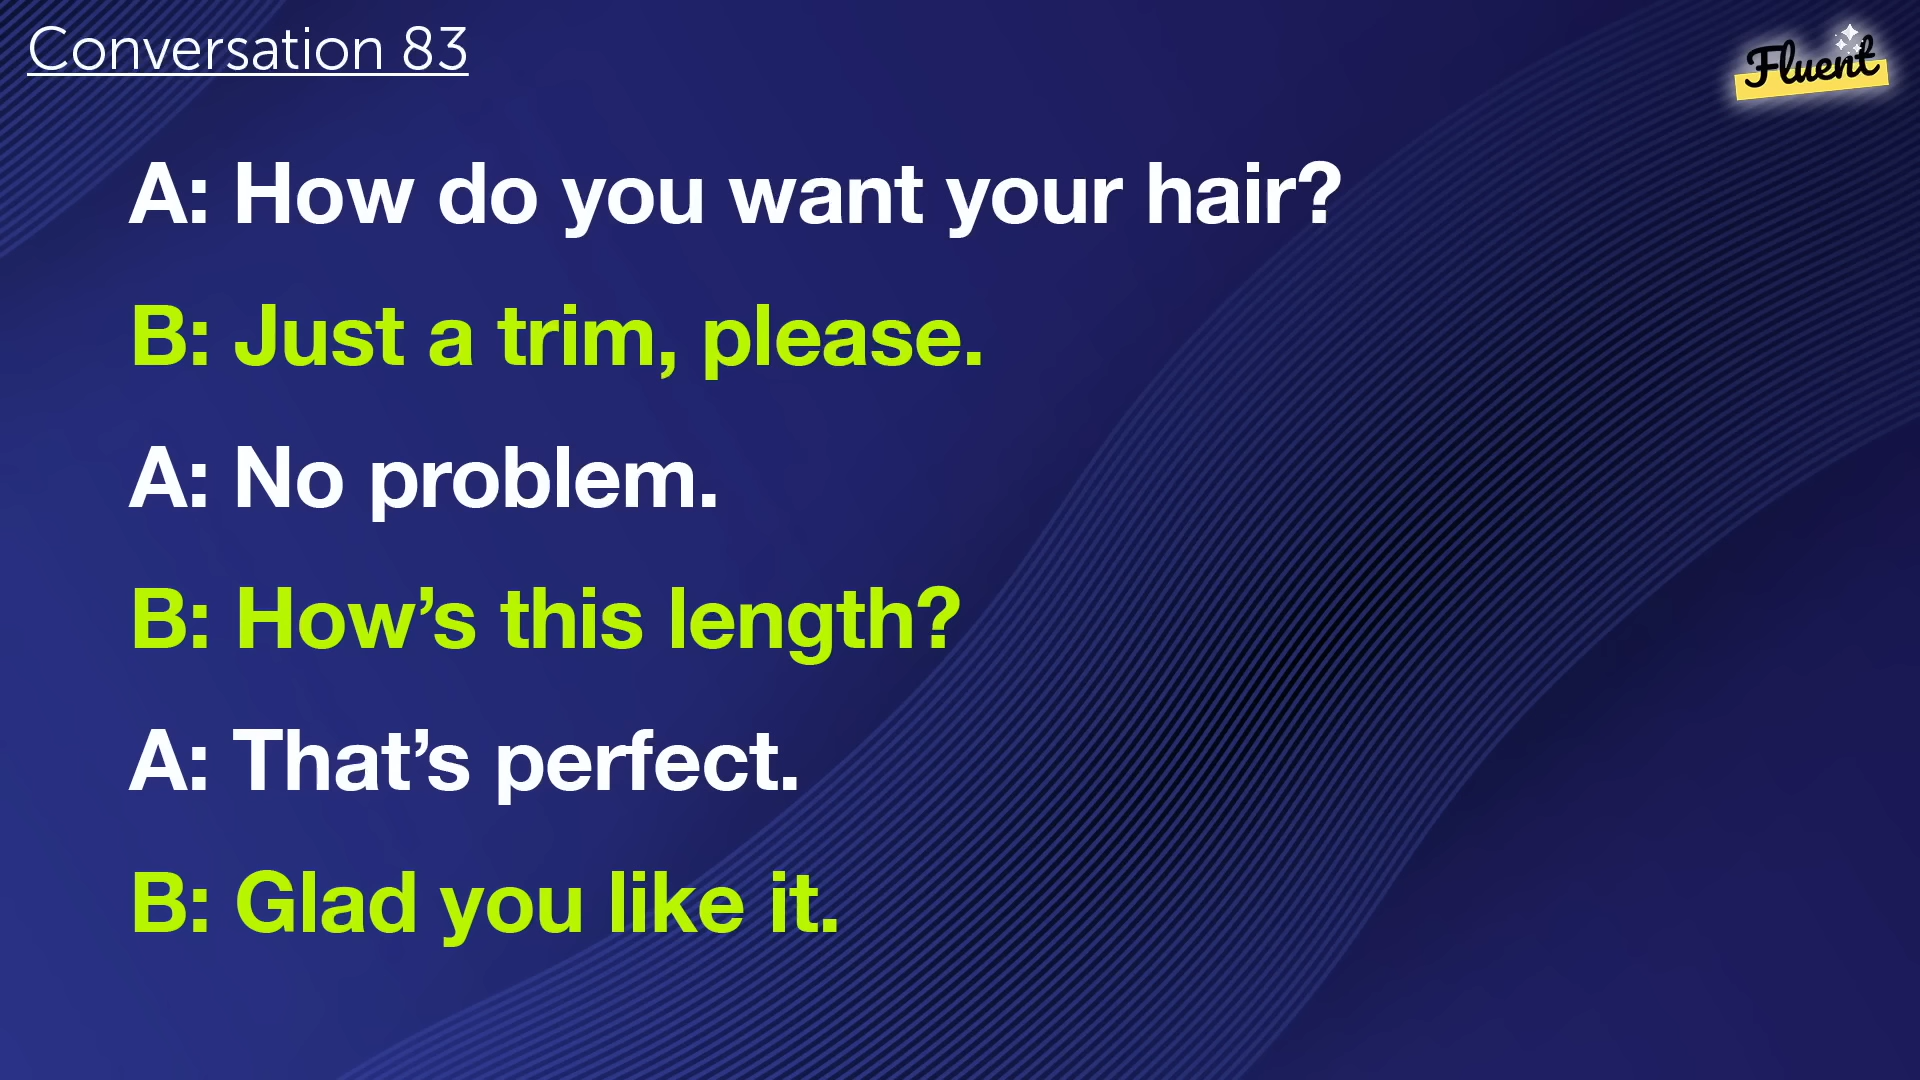 Conversation 83
Fluent
A: How do you want your hair?
B: Just a trim, please.
A: No problem.
B: How’s this length?
A: That’s perfect.
B: Glad you like it.